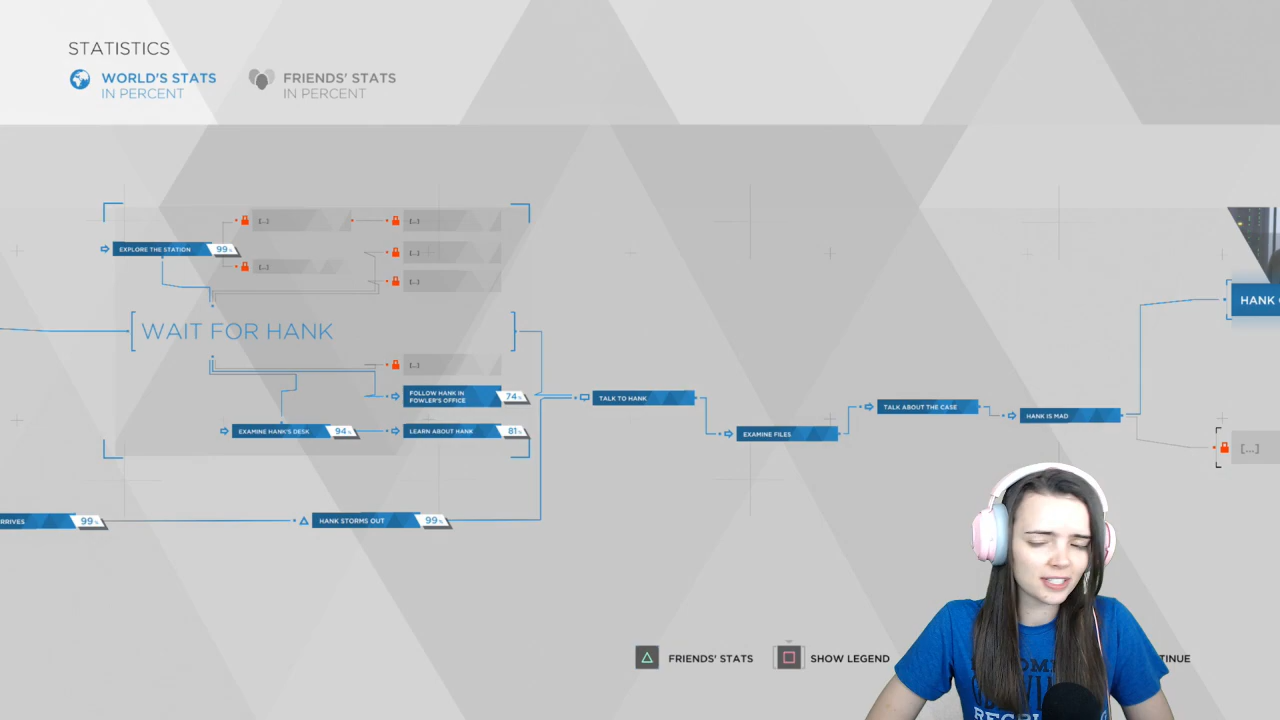 STATISTICS
WORLD'S STATS
IN PERCENT
FRIENDS' STATS
IN PERCENT
[...]
[...]
EXPLORE THE STATION
99%
[...]
[...]
[...]
WAIT FOR HANK
HANK
[...]
FOLLOW HANK IN
FOWLER'S OFFICE
74%
TALK TO HANK
TALK ABOUT THE CASE
HANK IS MAD
EXAMINE HANK'S DESK
94%
LEARN ABOUT HANK
81%
EXAMINE FILES
[...]
RRIVES
99%
HANK STORMS OUT
99%
FRIENDS' STATS
SHOW LEGEND
TINUE